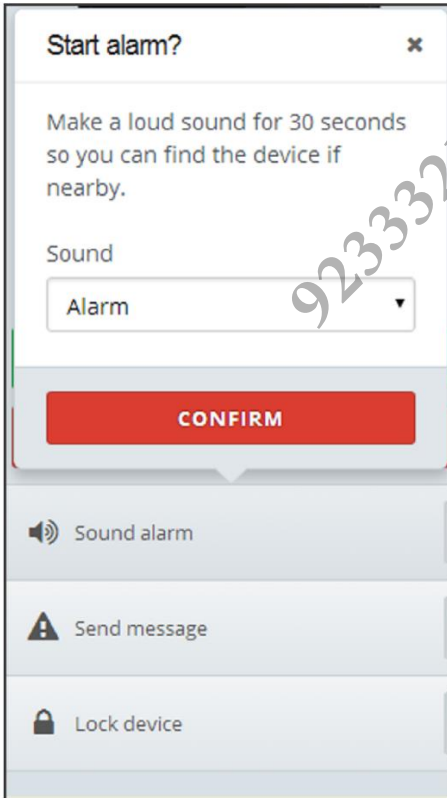 Start alarm?
Make a loud sound for 30 seconds
so you can find the device if
nearby.
Sound
Alarm
CONFIRM
Sound alarm
Send message
Lock device